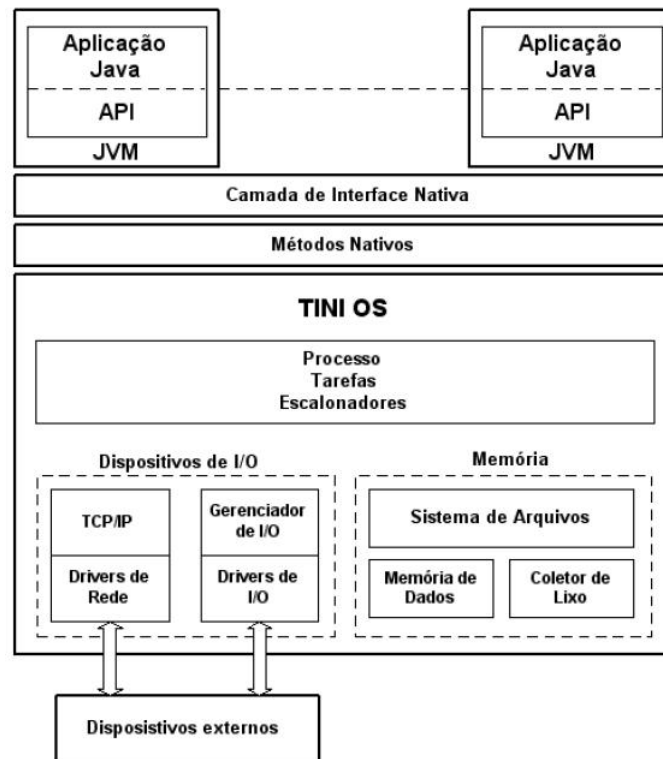 Aplicação
Java
API
JVM
Aplicação
Java
API
JVM
Camada de Interface Nativa
Métodos Nativos
TINI OS
Processo
Tarefas
Escalonadores
Dispositivos de I/O
TCP/IP
Drivers de
Rede
Gerenciador
de I/O
Drivers de
I/O
Memória
Sistema de Arquivos
Memória de
Dados
Coletor de
Lixo
Disposistivos externos